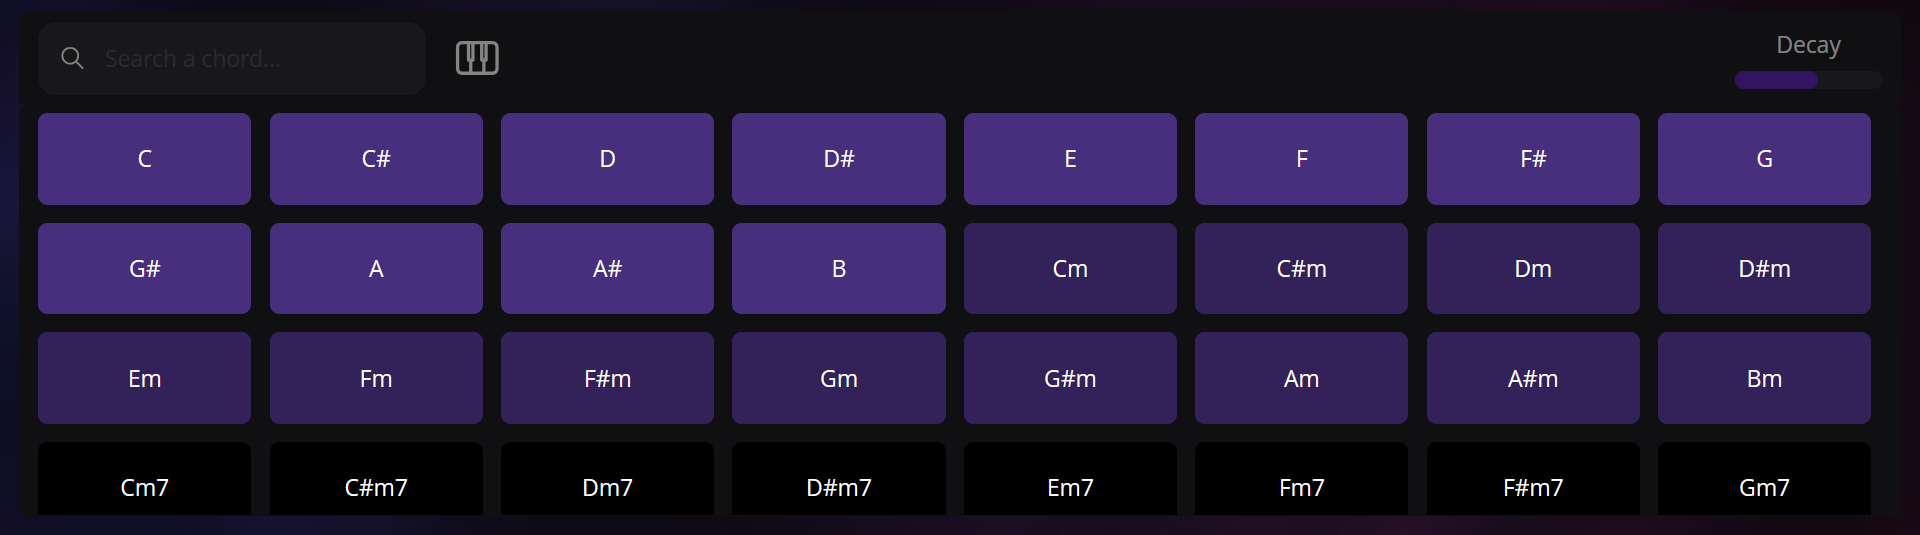 Search a chord...
Decay
C C# D D# E F F# G
G# A A# B Cm C#m Dm D#m
Em Fm F#m Gm G#m Am A#m Bm
Cm7 C#m7 Dm7 D#m7 Em7 Fm7 F#m7 Gm7